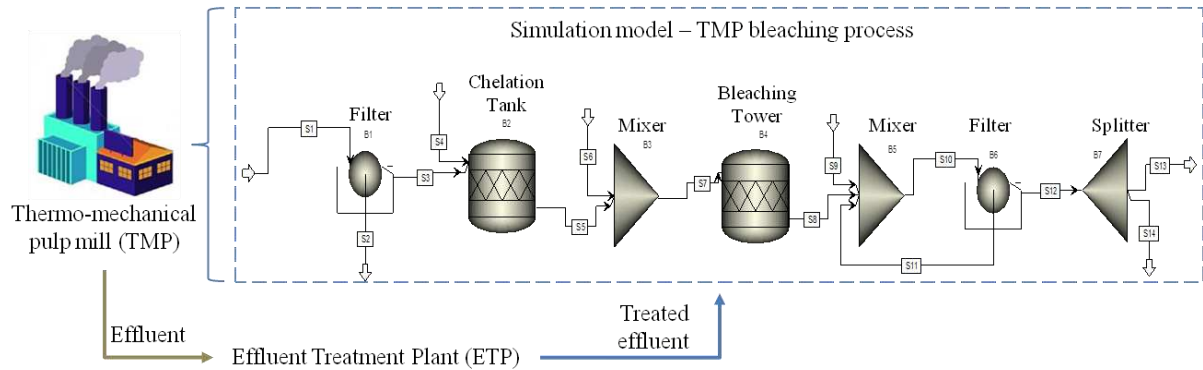 Simulation model – TMP bleaching process
Thermo-mechanical
pulp mill (TMP)
Filter
B1
Chelation
Tank
B2
Mixer
B3
Bleaching
Tower
B4
Mixer
B5
Filter
B6
Splitter
B7
S1
S2
S3
S4
S5
S6
S7
S8
S9
S10
S11
S12
S13
S14
Effluent
Effluent Treatment Plant (ETP)
Treated
effluent